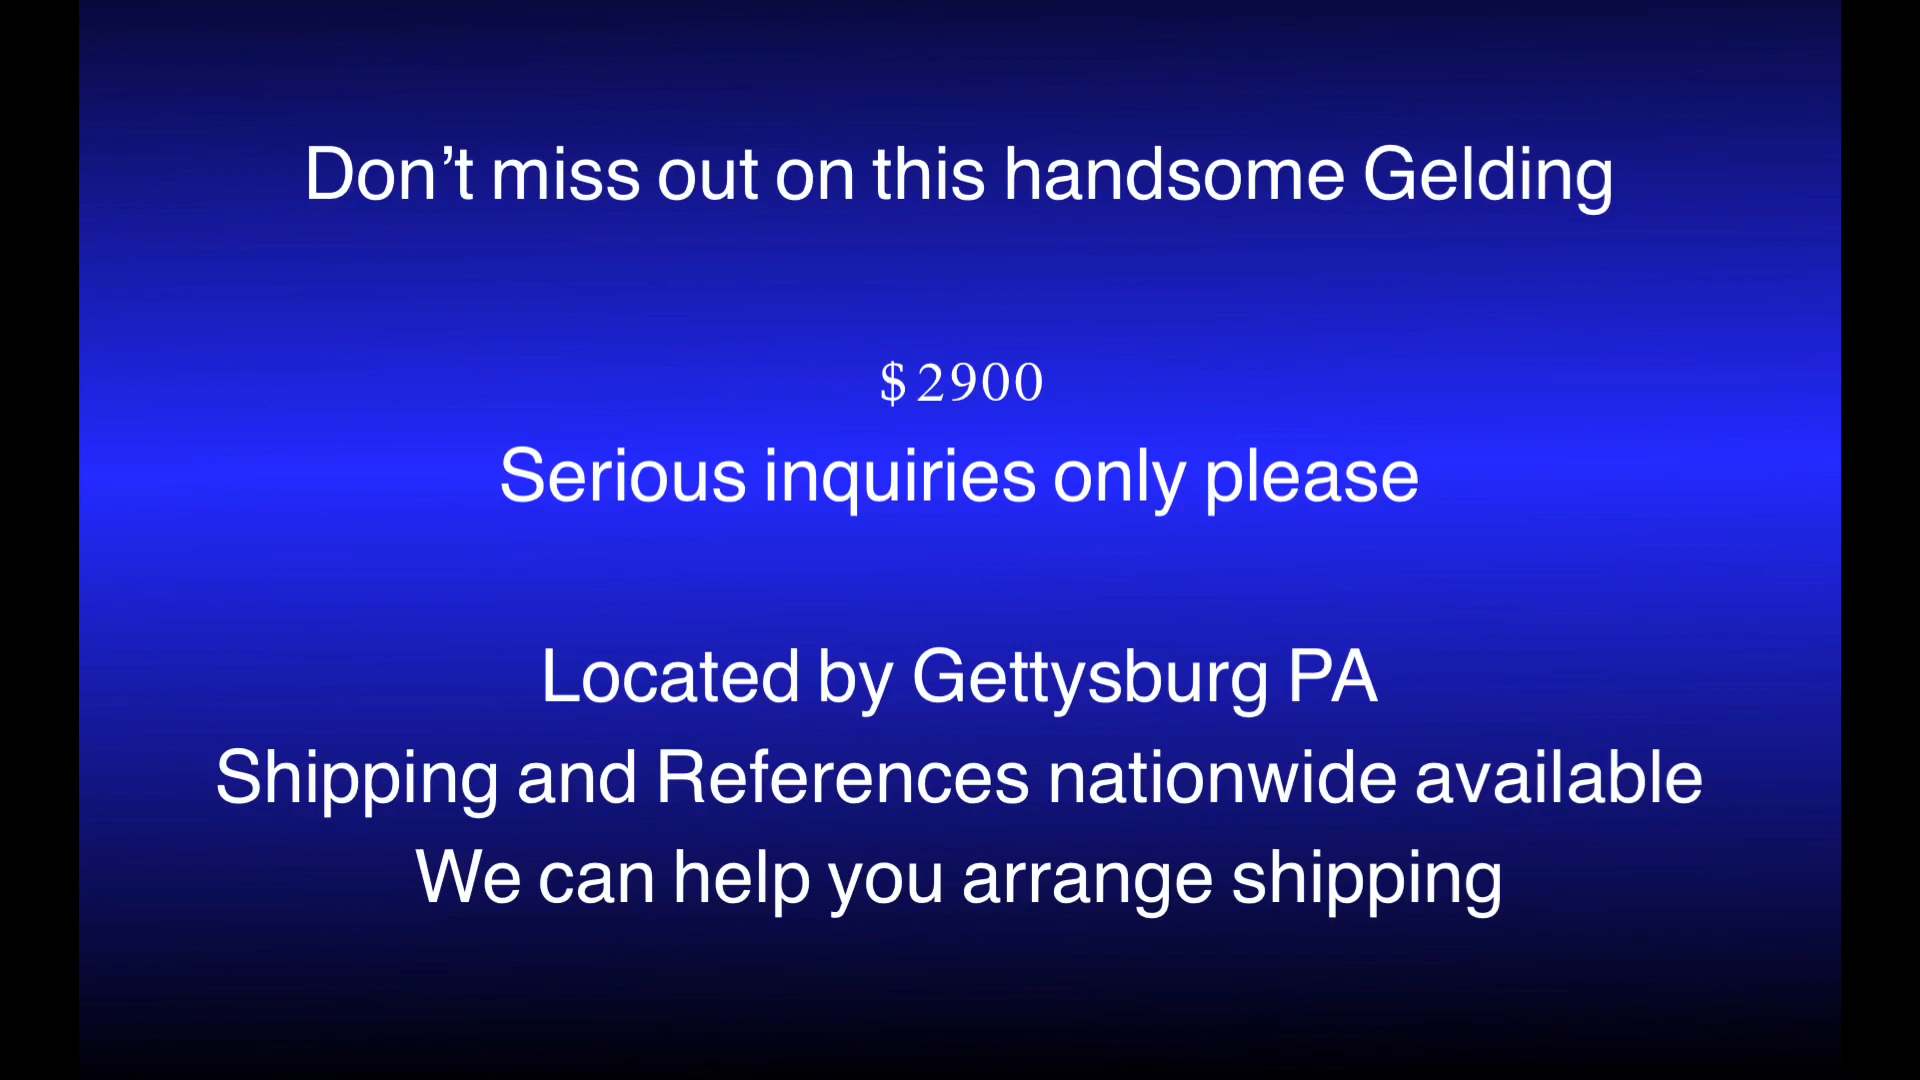 Don’t miss out on this handsome Gelding
$2900
Serious inquiries only please
Located by Gettysburg PA
Shipping and References nationwide available
We can help you arrange shipping